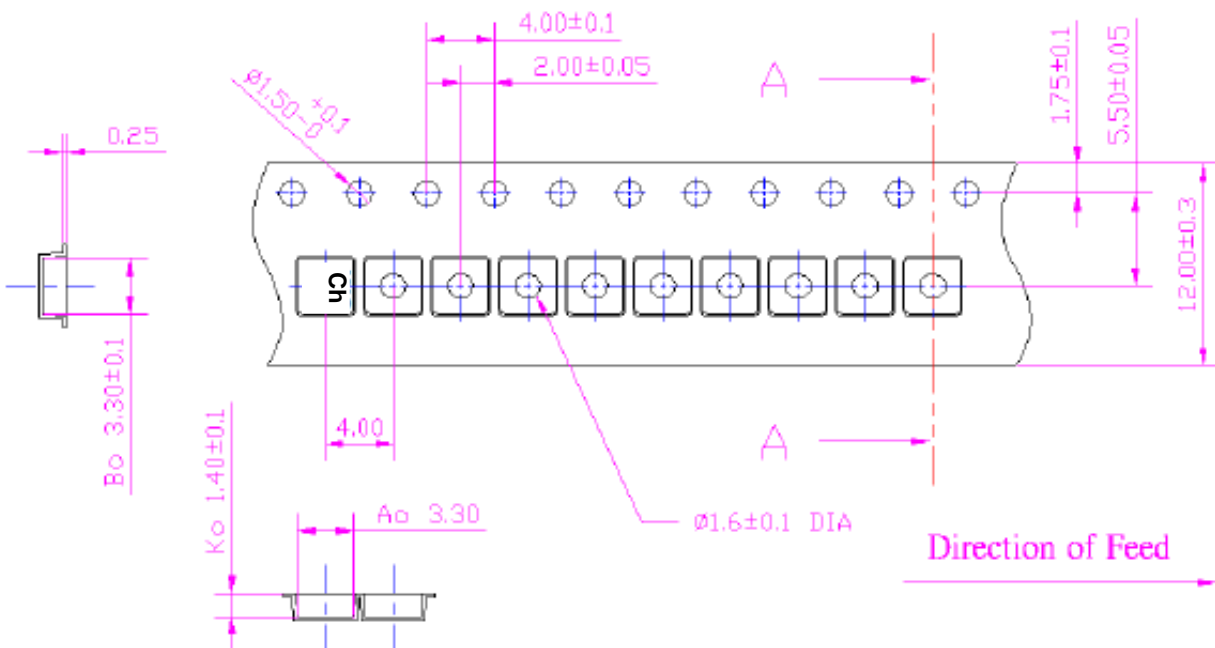 4.00±0.1
2.00±0.05
Ø1.50 +0.1 -0
A
1.75±0.1
5.50±0.05
0.25
12.00±0.3
Ch
Bo 3.30±0.1
4.00
A
Ko 1.40±0.1
Ao 3.30
Ø1.6±0.1 DIA
Direction of Feed